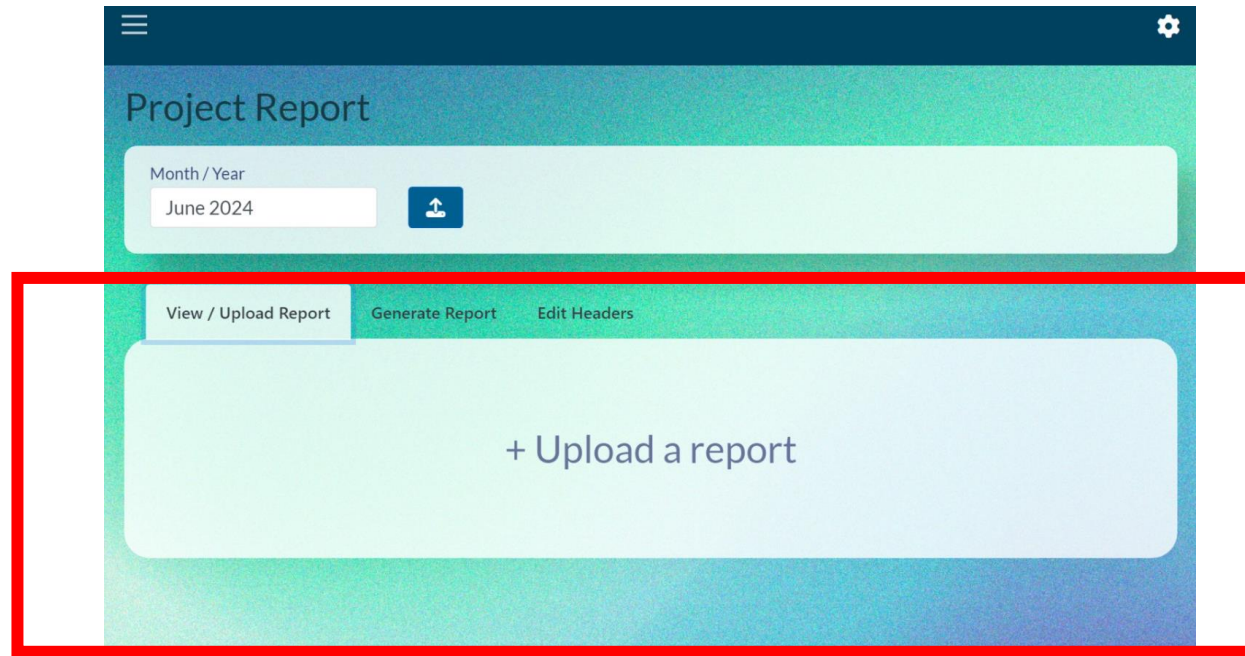 Project Report
Month / Year
June 2024
View / Upload Report Generate Report Edit Headers
+ Upload a report